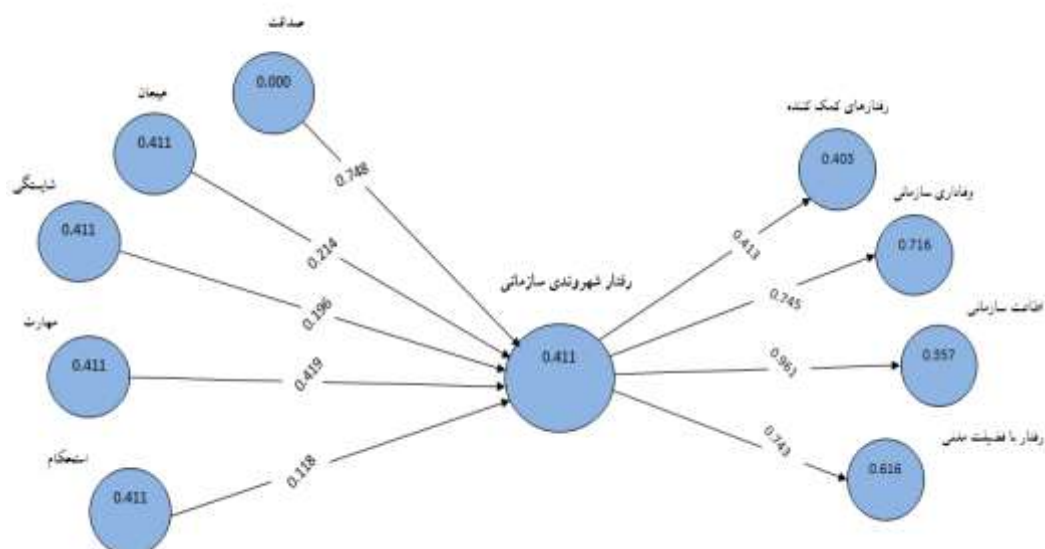 صداقت
0.000
هیجان
0.411
شایستگی
0.411
مهارت
0.411
استحکام
0.411
0.748
0.214
0.196
0.419
0.118
رفتار شهروندی سازمانی
0.411
0.413
0.745
0.961
0.743
رفتارهای کمک کننده
0.403
وفاداری سازمانی
0.716
اطاعت سازمانی
0.357
رفتار با فضیلت مدنی
0.616